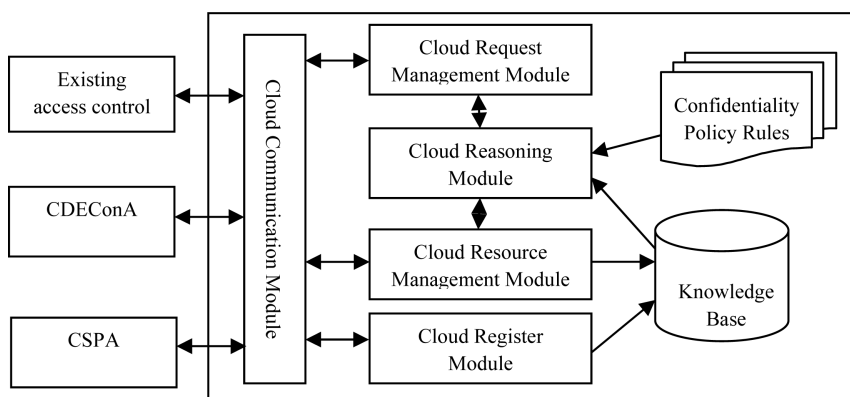 Existing
access control
CDEConA
CSPA
Cloud Communication Module
Cloud Request
Management Module
Cloud Reasoning
Module
Cloud Resource
Management Module
Cloud Register
Module
Confidentiality
Policy Rules
Knowledge
Base